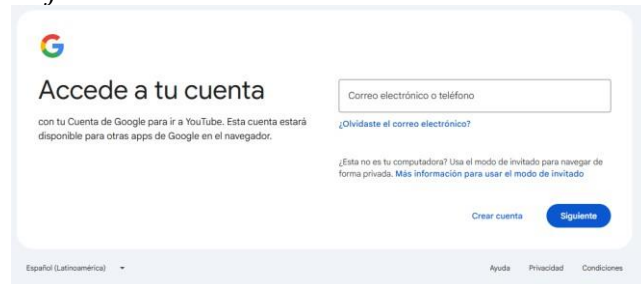 Accede a tu cuenta
con tu Cuenta de Google para ir a YouTube. Esta cuenta estará
disponible para otras apps de Google en el navegador.
Correo electrónico o teléfono
¿Olvidaste el correo electrónico?
¿Esta no es tu computadora? Usa el modo de invitado para navegar de
forma privada. Más información para usar el modo de invitado
Crear cuenta
Siguiente
Español (Latinoamérica)
Ayuda
Privacidad
Condiciones